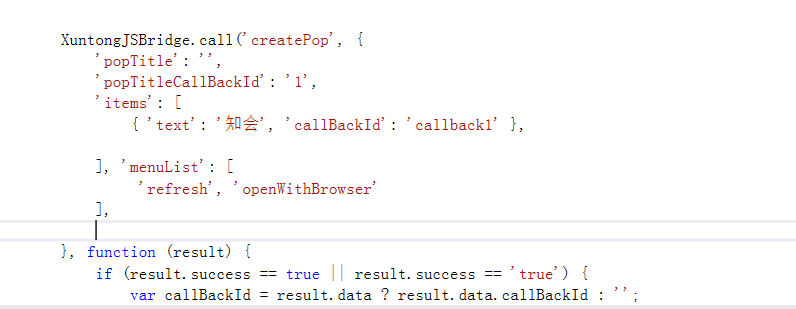 XuntongJSBridge.call('createPop', {
'popTitle': '',
'popTitleCallBackId': '1',
'items': [
{ 'text': '知会', 'callBackId': 'callback1' },
], 'menuList': [
'refresh', 'openWithBrowser'
],
}, function (result) {
if (result.success == true || result.success == 'true') {
var callBackId = result.data ? result.data.callBackId : '';